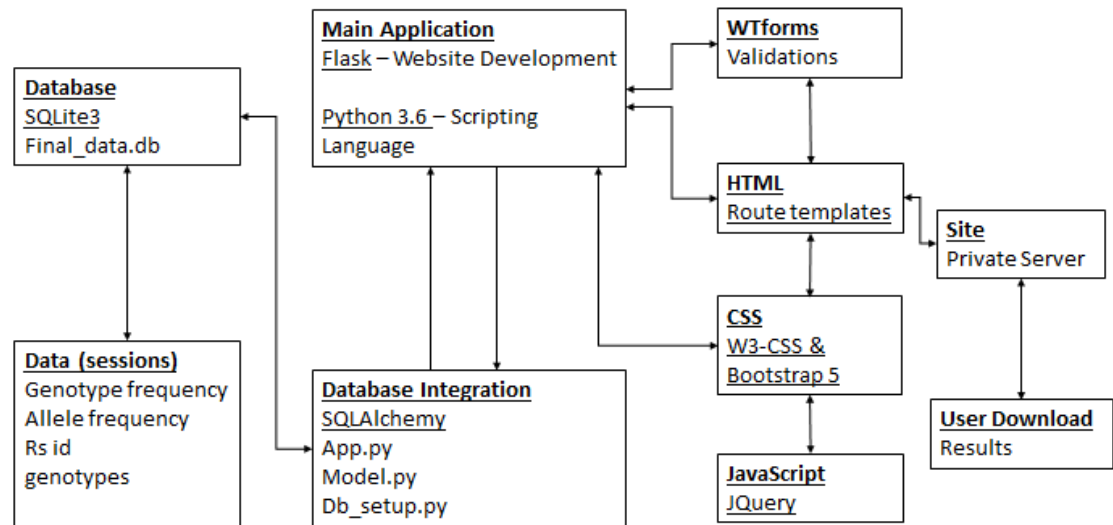 Main Application
Flask – Website Development
Python 3.6 – Scripting
Language
WTforms
Validations
Database
SQLite3
Final_data.db
HTML
Route templates
Site
Private Server
CSS
W3-CSS &
Bootstrap 5
Data (sessions)
Genotype frequency
Allele frequency
Rs id
genotypes
Database Integration
SQLAlchemy
App.py
Model.py
Db_setup.py
User Download
Results
JavaScript
JQuery